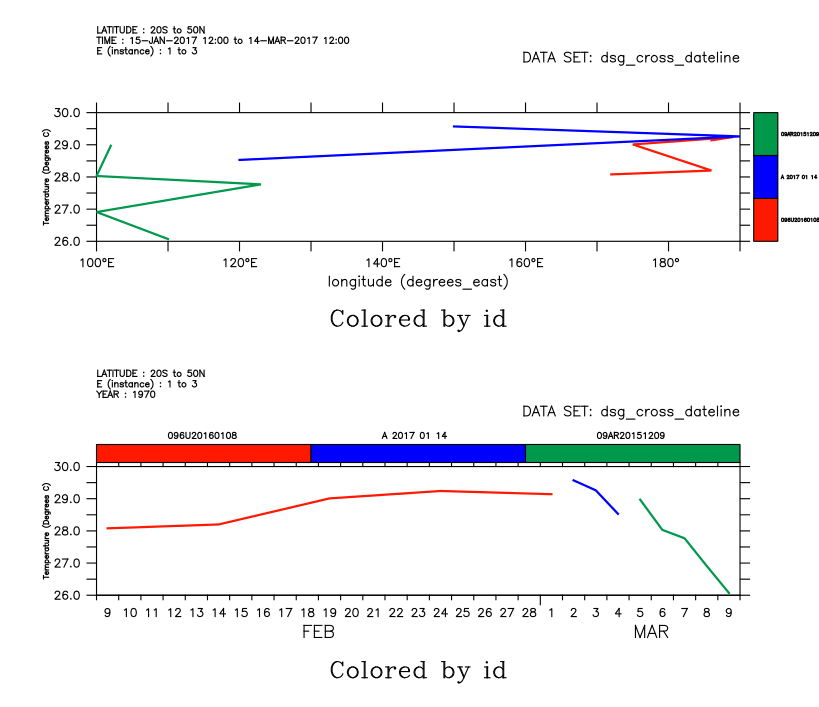 LATITUDE : 20S to 50N
TIME : 15-JAN-2017 12:00 to 14-MAR-2017 12:00
E (instance) : 1 to 3
DATA SET: dsg_cross_dateline
30.0
29.0
28.0
27.0
26.0
Temperature (Degrees C)
09AR20151209
A 2017 01 14
096U20160108
100°E 120°E 140°E 160°E 180°
longitude (degrees_east)
Colored by id
LATITUDE : 20S to 50N
E (instance) : 1 to 3
YEAR : 1970
DATA SET: dsg_cross_dateline
096U20160108 A 2017 01 14 09AR20151209
30.0
29.0
28.0
27.0
26.0
Temperature (Degrees C)
9 10 11 12 13 14 15 16 17 18 19 20 21 22 23 24 25 26 27 28 1 2 3 4 5 6 7 8 9
FEB MAR
Colored by id